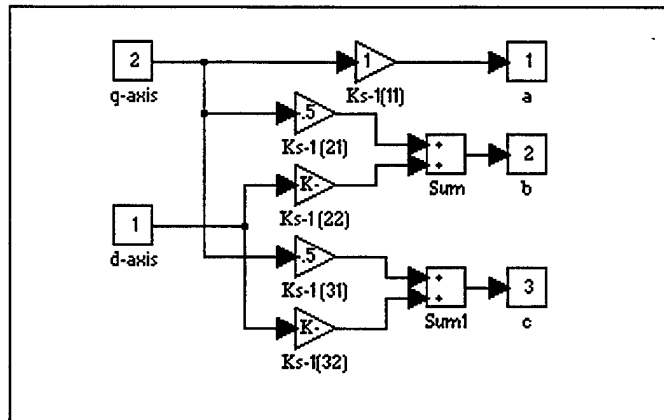 2
q-axis
1
Ks-1(11)
1
a
.5
Ks-1(21)
K-
Ks-1(22)
+
+
Sum
2
b
1
d-axis
.5
Ks-1(31)
K-
Ks-1(32)
+
+
Sum1
3
c